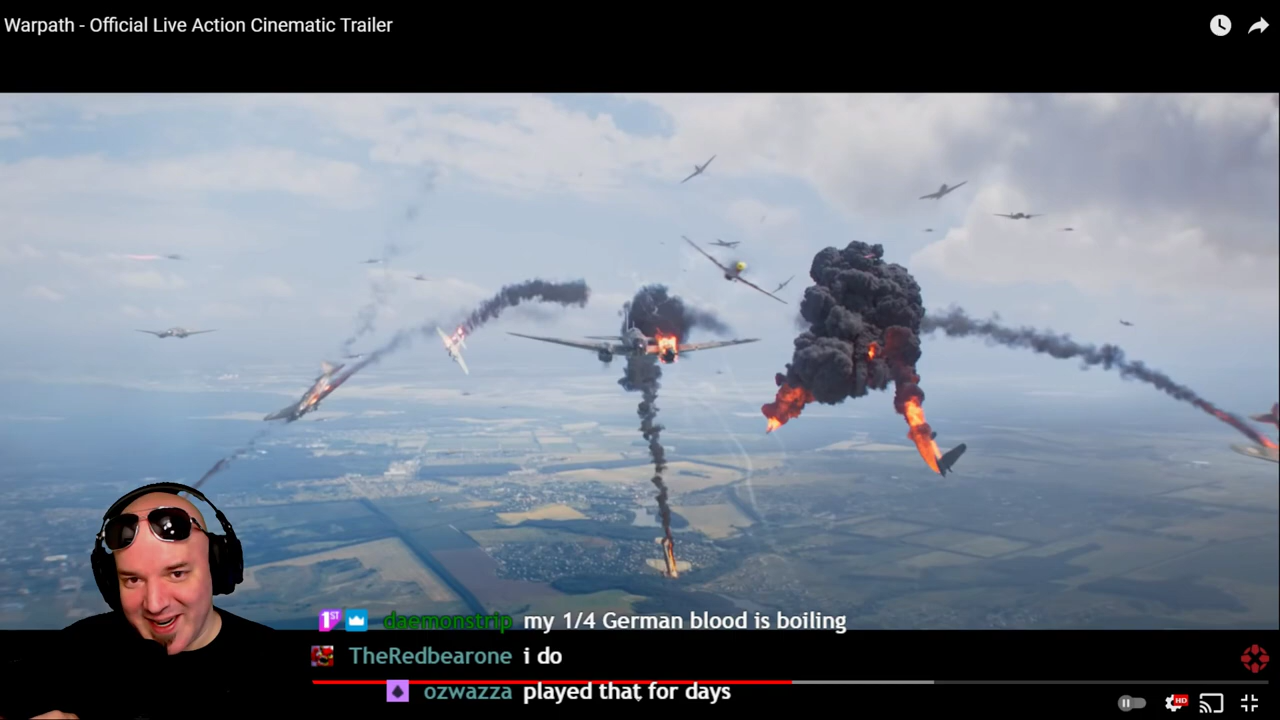 Warpath - Official Live Action Cinematic Trailer
1ST daemonstrip my 1/4 German blood is boiling
TheRedbearone i do
ozwazza played that for days
HD